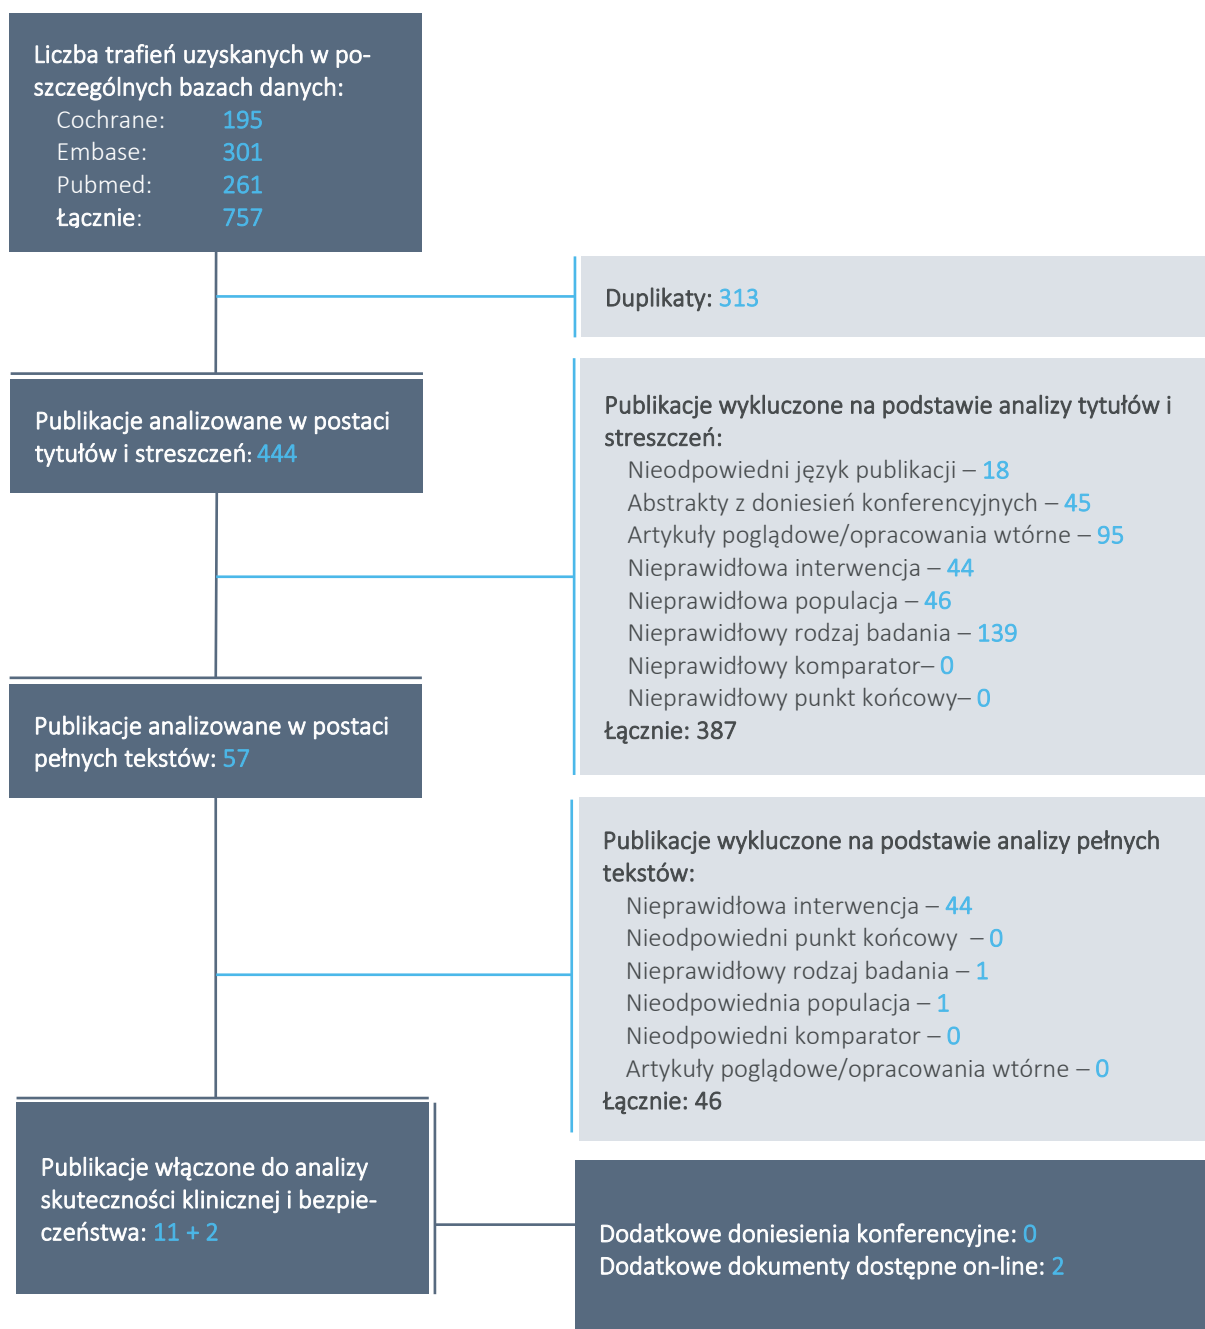 Liczba trafień uzyskanych w po-
szczególnych bazach danych:
Cochrane: 195
Embase: 301
Pubmed: 261
Łącznie: 757
Duplikaty: 313
Publikacje analizowane w postaci
tytułów i streszczeń: 444
Publikacje wykluczone na podstawie analizy tytułów i
streszczeń:
Nieodpowiedni język publikacji – 18
Abstrakty z doniesień konferencyjnych – 45
Artykuły poglądowe/opracowania wtórne – 95
Nieprawidłowa interwencja – 44
Nieprawidłowa populacja – 46
Nieprawidłowy rodzaj badania – 139
Nieprawidłowy komparator– 0
Nieprawidłowy punkt końcowy– 0
Łącznie: 387
Publikacje analizowane w postaci
pełnych tekstów: 57
Publikacje wykluczone na podstawie analizy pełnych
tekstów:
Nieprawidłowa interwencja – 44
Nieodpowiedni punkt końcowy – 0
Nieprawidłowy rodzaj badania – 1
Nieodpowiednia populacja – 1
Nieodpowiedni komparator – 0
Artykuły poglądowe/opracowania wtórne – 0
Łącznie: 46
Publikacje włączone do analizy
skuteczności klinicznej i bezpie-
czeństwa: 11 + 2
Dodatkowe doniesienia konferencyjne: 0
Dodatkowe dokumenty dostępne on-line: 2